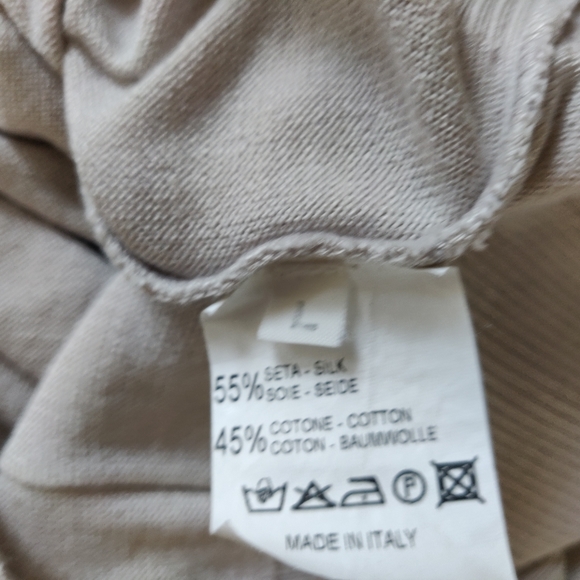 55% SETA - SILK
SOIE - SEIDE
45% COTONE - COTTON
COTON - BAUMWOLLE
P
MADE IN ITALY